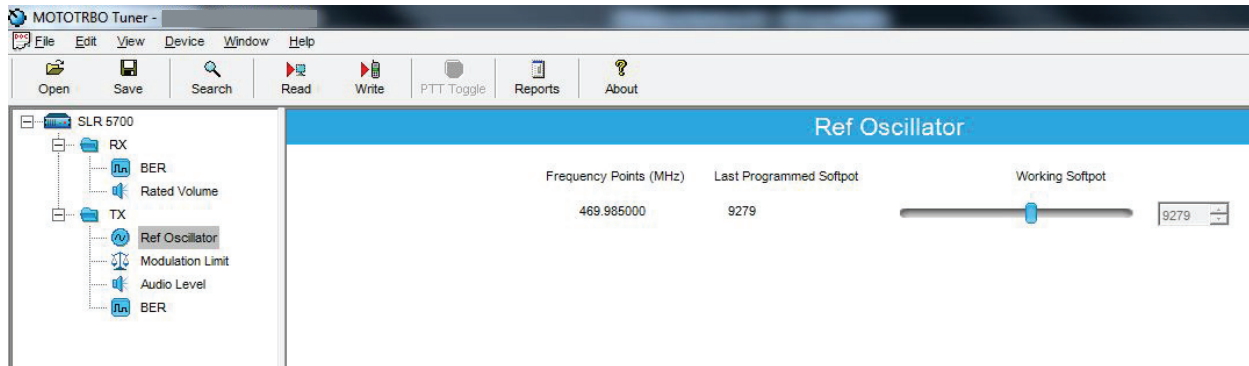 MOTOTRBO Tuner -
File Edit View Device Window Help
Open Save Search Read Write PTT Toggle Reports About
SLR 5700
RX
BER
Rated Volume
TX
Ref Oscillator
Modulation Limit
Audio Level
BER
Ref Oscillator
Frequency Points (MHz) Last Programmed Softpot Working Softpot
469.985000 9279 9279